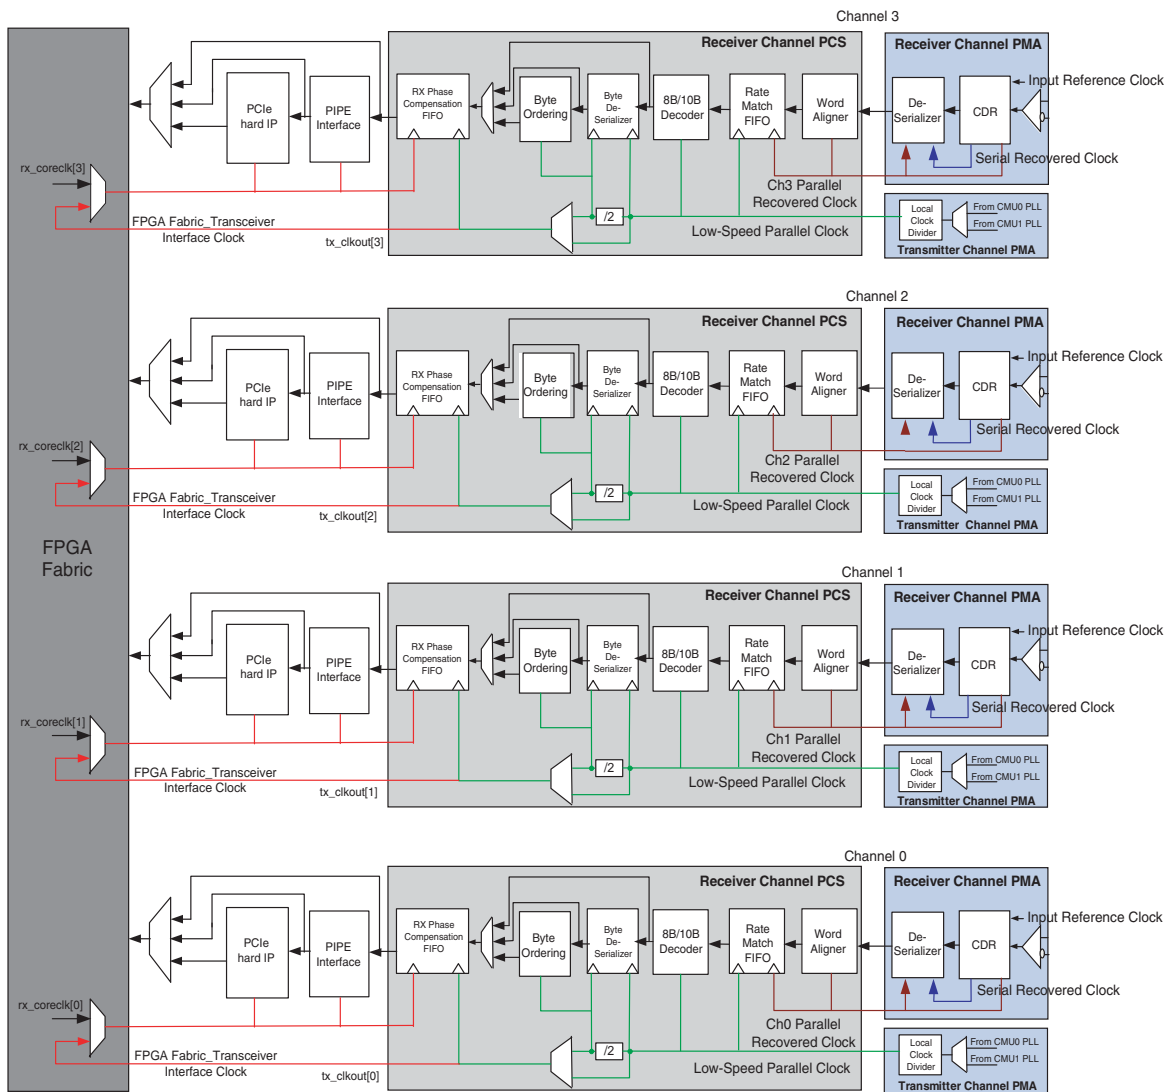 Channel 3
Receiver Channel PCS
Receiver Channel PMA
Input Reference Clock
PCIe
hard IP
PIPE
Interface
RX Phase
Compensation
FIFO
Byte
Ordering
Byte
De-
Serializer
8B/10B
Decoder
Rate
Match
FIFO
Word
Aligner
De-
Serializer
CDR
Serial Recovered Clock
rx_coreclk[3]
Ch3 Parallel
Recovered Clock
FPGA Fabric_Transceiver
Interface Clock
tx_clkout[3]
/2
Low-Speed Parallel Clock
Local
Clock
Divider
From CMU0 PLL
From CMU1 PLL
Transmitter Channel PMA
Channel 2
Receiver Channel PCS
Receiver Channel PMA
Input Reference Clock
PCIe
hard IP
PIPE
Interface
RX Phase
Compensation
FIFO
Byte
Ordering
Byte
De-
Serializer
8B/10B
Decoder
Rate
Match
FIFO
Word
Aligner
De-
Serializer
CDR
Serial Recovered Clock
rx_coreclk[2]
Ch2 Parallel
Recovered Clock
FPGA Fabric_Transceiver
Interface Clock
tx_clkout[2]
/2
Low-Speed Parallel Clock
Local
Clock
Divider
From CMU0 PLL
From CMU1 PLL
Transmitter Channel PMA
FPGA
Fabric
Channel 1
Receiver Channel PCS
Receiver Channel PMA
Input Reference Clock
PCIe
hard IP
PIPE
Interface
RX Phase
Compensation
FIFO
Byte
Ordering
Byte
De-
Serializer
8B/10B
Decoder
Rate
Match
FIFO
Word
Aligner
De-
Serializer
CDR
Serial Recovered Clock
rx_coreclk[1]
Ch1 Parallel
Recovered Clock
FPGA Fabric_Transceiver
Interface Clock
tx_clkout[1]
/2
Low-Speed Parallel Clock
Local
Clock
Divider
From CMU0 PLL
From CMU1 PLL
Transmitter Channel PMA
Channel 0
Receiver Channel PCS
Receiver Channel PMA
Input Reference Clock
PCIe
hard IP
PIPE
Interface
RX Phase
Compensation
FIFO
Byte
Ordering
Byte
De-
Serializer
8B/10B
Decoder
Rate
Match
FIFO
Word
Aligner
De-
Serializer
CDR
Serial Recovered Clock
rx_coreclk[0]
Ch0 Parallel
Recovered Clock
FPGA Fabric_Transceiver
Interface Clock
tx_clkout[0]
/2
Low-Speed Parallel Clock
Local
Clock
Divider
From CMU0 PLL
From CMU1 PLL
Transmitter Channel PMA